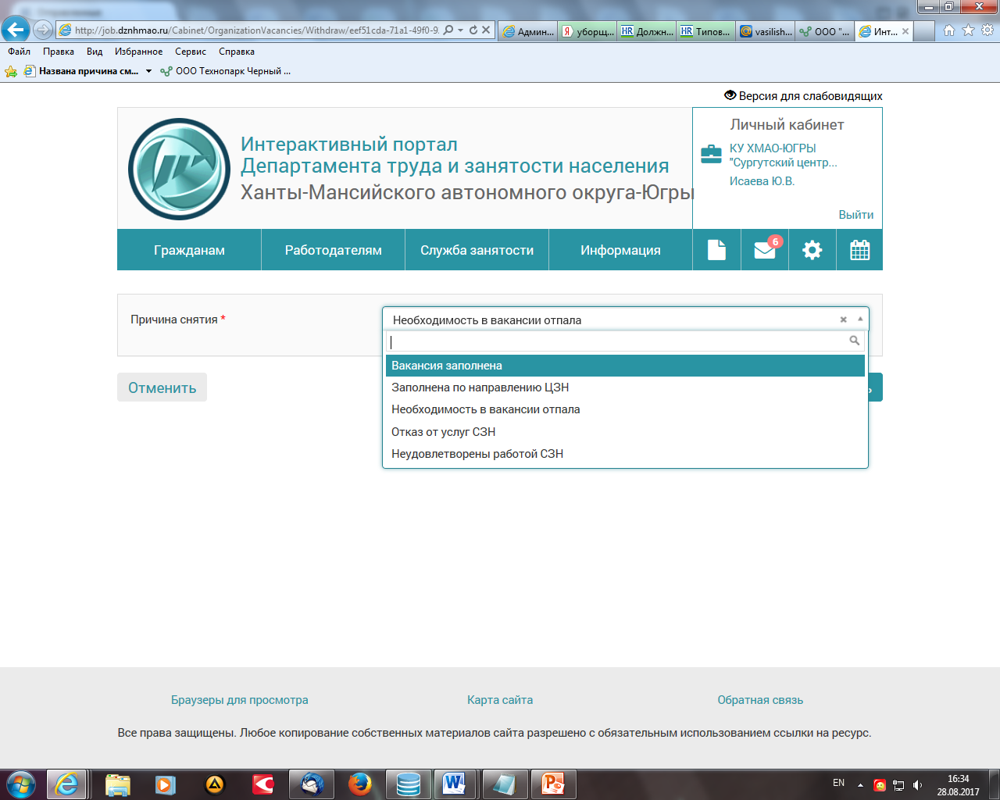 http://job.dznhmao.ru/Cabinet/OrganizationVacancies/Withdraw/eef51cda-71a1-49f0-9.
Админ...
уборщ...
HR Должн...
HR Типов...
vasilish...
ООО "...
Инт...
Файл Правка Вид Избранное Сервис Справка
Названа причина см...
ООО Технопарк Черный ...
Версия для слабовидящих
Интерактивный портал
Департамента труда и занятости населения
Ханты-Мансийского автономного округа-Югры
Личный кабинет
КУ ХМАО-ЮГРЫ
"Сургутский центр...
Исаева Ю.В.
Выйти
Гражданам
Работодателям
Служба занятости
Информация
6
Причина снятия *
Необходимость в вакансии отпала
Вакансия заполнена
Заполнена по направлению ЦЗН
Необходимость в вакансии отпала
Отказ от услуг СЗН
Неудовлетворены работой СЗН
Отменить
Браузеры для просмотра
Карта сайта
Обратная связь
Все права защищены. Любое копирование собственных материалов сайта разрешено с обязательным использованием ссылки на ресурс.
EN
16:34
28.08.2017